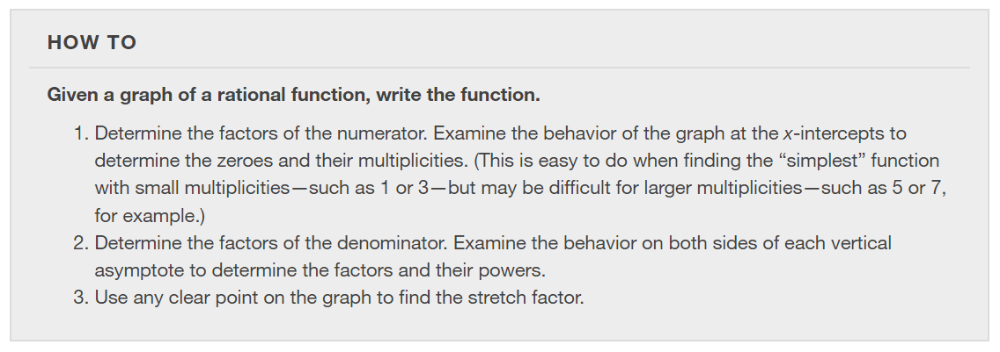 HOW TO
Given a graph of a rational function, write the function.
1. Determine the factors of the numerator. Examine the behavior of the graph at the x-intercepts to
determine the zeroes and their multiplicities. (This is easy to do when finding the “simplest” function
with small multiplicities—such as 1 or 3—but may be difficult for larger multiplicities—such as 5 or 7,
for example.)
2. Determine the factors of the denominator. Examine the behavior on both sides of each vertical
asymptote to determine the factors and their powers.
3. Use any clear point on the graph to find the stretch factor.